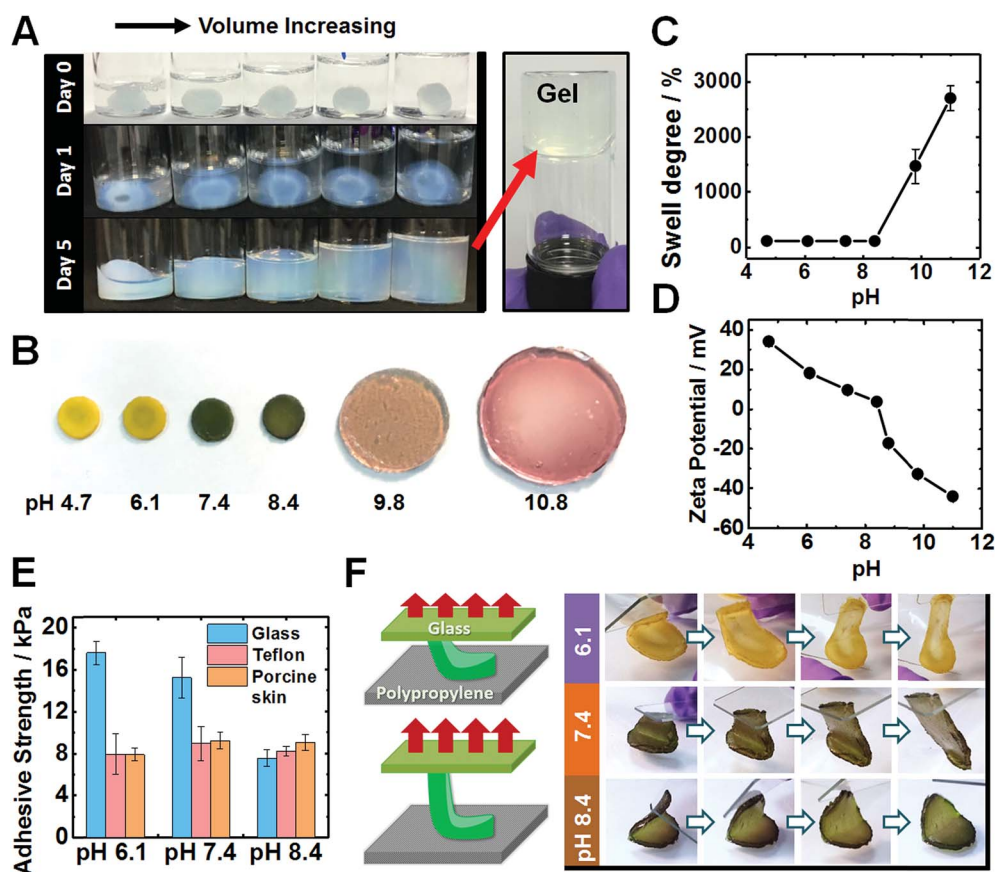 Volume Increasing
A
Day 0
Day 1
Day 5
Gel
C
Swell degree / %
3000
2000
1000
0
4 6 8 10 12
pH
B
pH 4.7 6.1 7.4 8.4 9.8 10.8
D
Zeta Potential / mV
40
20
0
-20
-40
-60
4 6 8 10 12
pH
E
Adhesive Strength / kPa
20
16
12
8
4
0
Glass
Teflon
Porcine
skin
pH 6.1 pH 7.4 pH 8.4
F
Glass
Polypropylene
6.1
7.4
pH 8.4